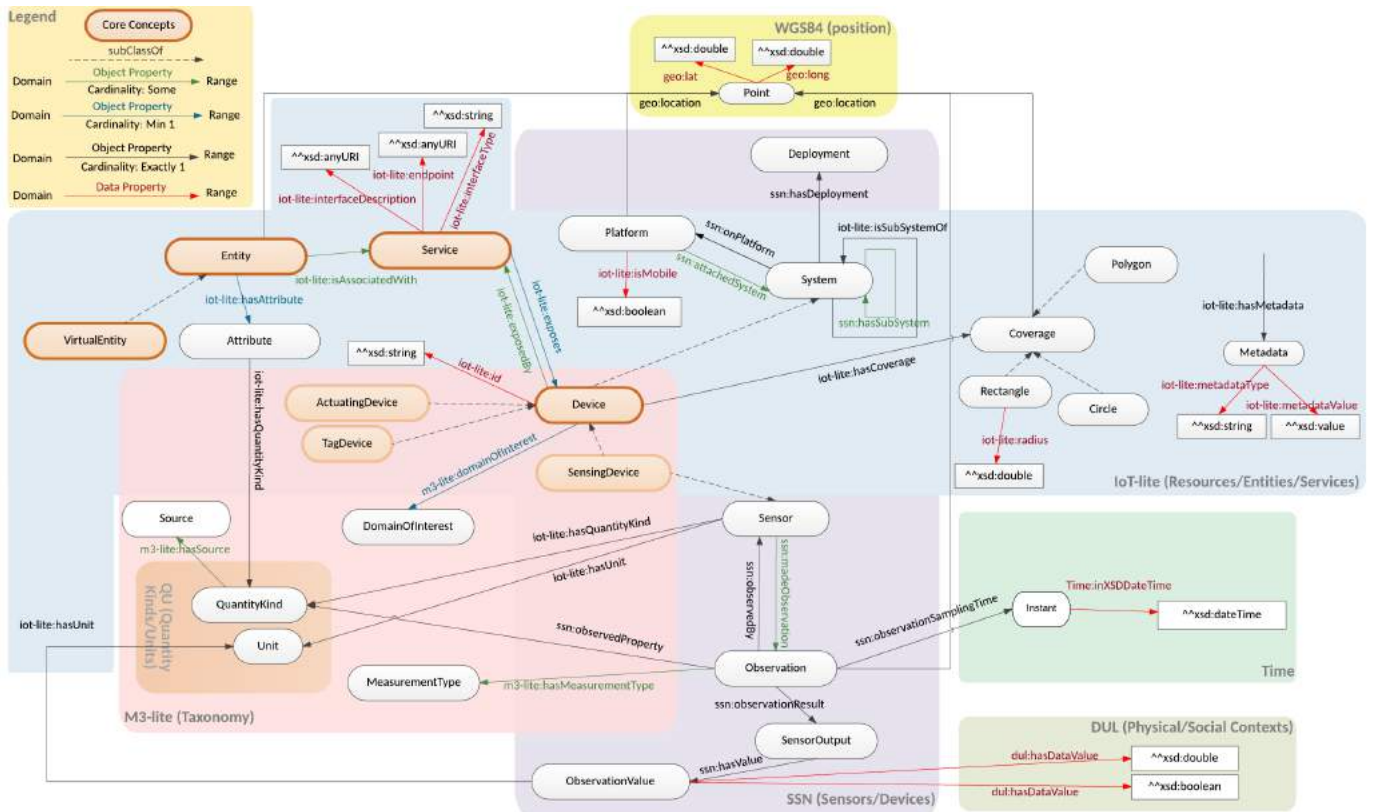 Legend
Core Concepts
subClassOf
Domain
Object Property
Range
Cardinality: Some
Domain
Object Property
Range
Cardinality: Min 1
Domain
Object Property
Range
Cardinality: Exactly 1
Domain
Data Property
Range
WGS84 (position)
^^xsd:double
^^xsd:double
geo:lat
geo:long
Point
geo:location
geo:location
^^xsd:string
^^xsd:anyURI
^^xsd:anyURI
iot-lite:endpoint
iot-lite:interfaceType
iot-lite:interfaceDescription
Deployment
ssn:hasDeployment
Entity
Service
iot-lite:isAssociatedWith
iot-lite:hasAttribute
VirtualEntity
Attribute
Platform
ssn:onPlatform
iot-lite:isSubSystemOf
iot-lite:isMobile
ssn:attachedSystem
System
^^xsd:boolean
ssn:hasSubSystem
Polygon
Coverage
iot-lite:hasMetadata
Metadata
iot-lite:metadataType
iot-lite:metadataValue
^^xsd:string
^^xsd:value
Rectangle
Circle
iot-lite:radius
^^xsd:double
IoT-lite (Resources/Entities/Services)
^^xsd:string
iot-lite:id
iot-lite:exposedBy
iot-lite:exposes
iot-lite:hasCoverage
iot-lite:hasQuantityKind
ActuatingDevice
Device
TagDevice
SensingDevice
m3-lite:domainOfInterest
DomainOfInterest
Source
m3-lite:hasSource
Sensor
iot-lite:hasQuantityKind
iot-lite:hasUnit
QU (Quantity
Kinds/Units)
QuantityKind
Unit
iot-lite:hasUnit
ssn:observedProperty
ssn:observedBy
ssn:madeObservation
ssn:observationSamplingTime
Time:inXSDDateTime
Instant
^^xsd:dateTime
Time
Observation
MeasurementType
m3-lite:hasMeasurementType
M3-lite (Taxonomy)
ssn:observationResult
SensorOutput
ssn:hasValue
ObservationValue
SSN (Sensors/Devices)
DUL (Physical/Social Contexts)
dul:hasDataValue
^^xsd:double
dul:hasDataValue
^^xsd:boolean